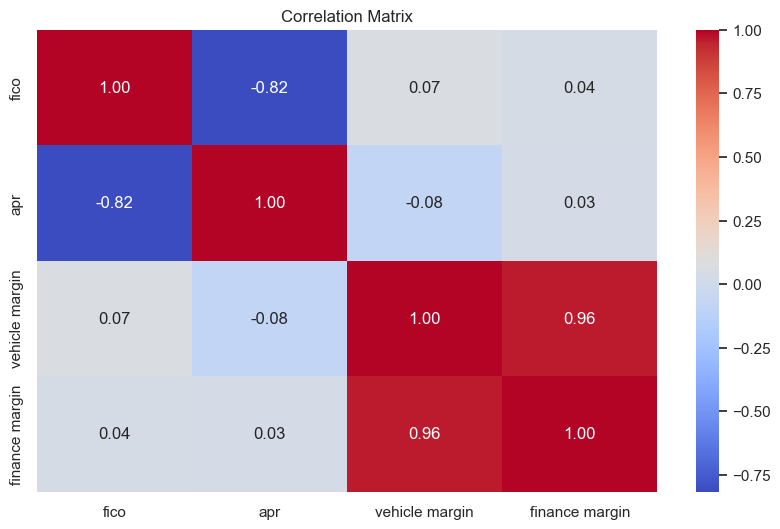 Correlation Matrix
fico
1.00
-0.82
0.07
0.04
apr
-0.82
1.00
-0.08
0.03
vehicle margin
0.07
-0.08
1.00
0.96
finance margin
0.04
0.03
0.96
1.00
fico
apr
vehicle margin
finance margin
1.00
0.75
0.50
0.25
0.00
−0.25
−0.50
−0.75